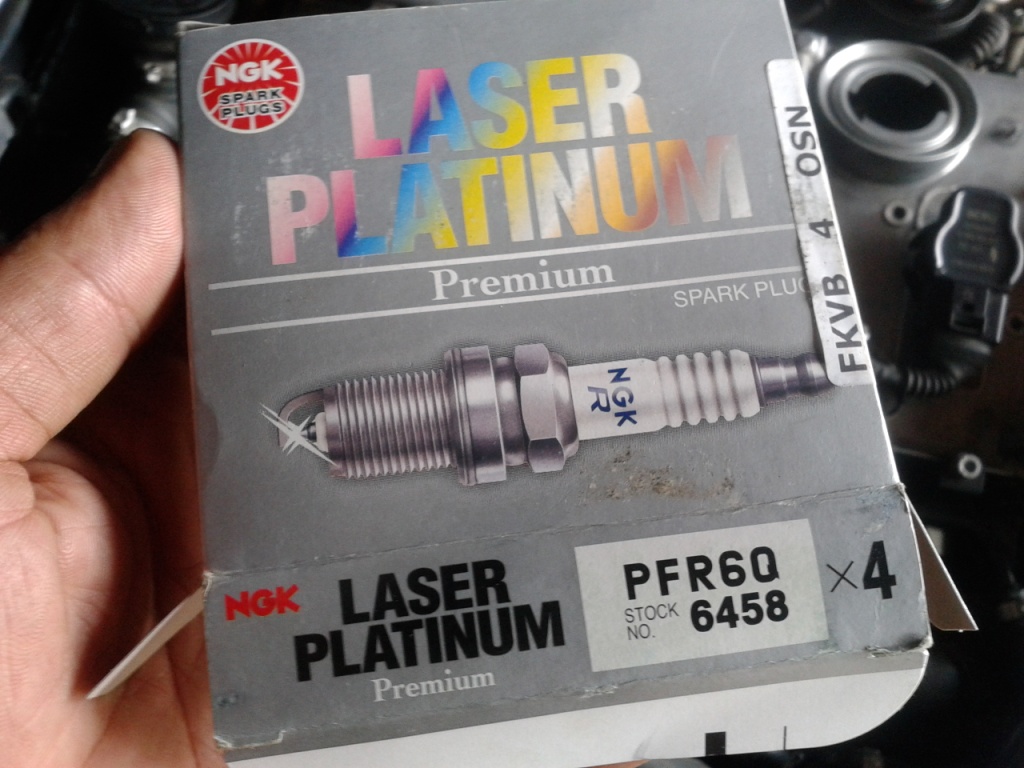 NGK
SPARK
PLUGS
LASER
PLATINUM
Premium
SPARK PLUG
FKVB 4 OSN
NGK
R
NGK
LASER
PLATINUM
Premium
PFR6Q
STOCK
NO. 6458
×4